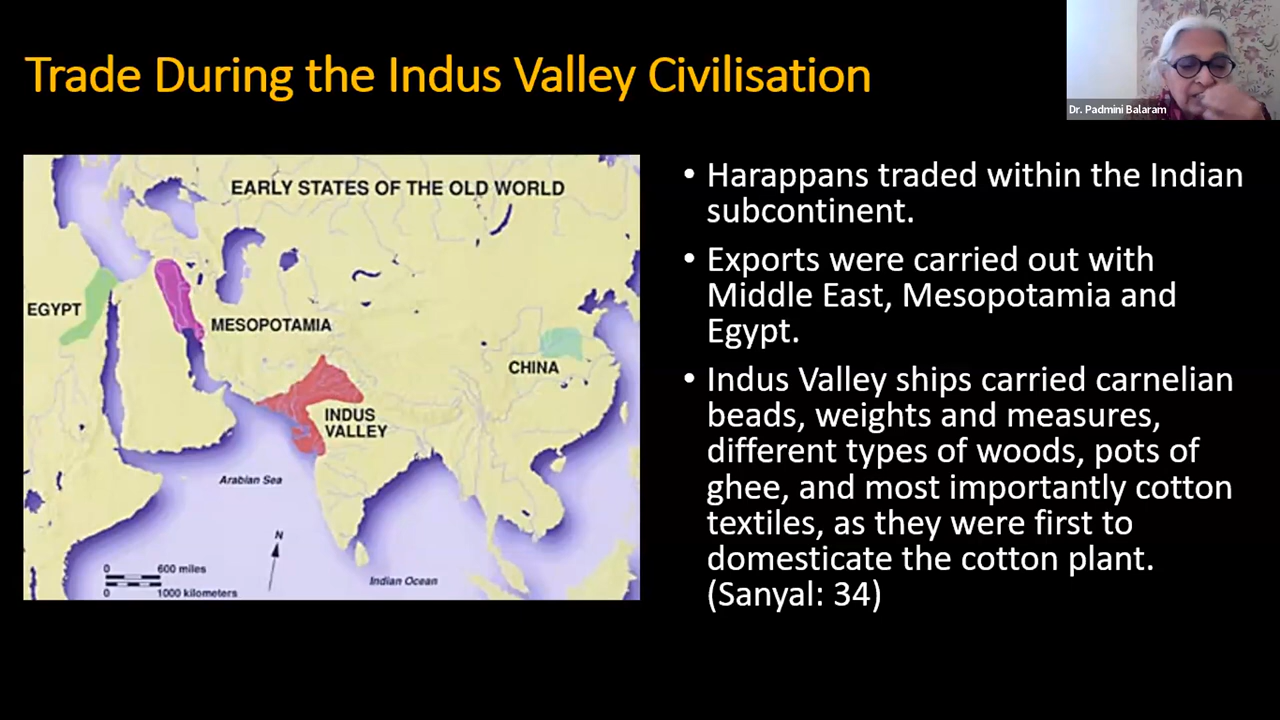 Trade During the Indus Valley Civilisation
Dr. Padmini Balaram
EARLY STATES OF THE OLD WORLD
EGYPT
MESOPOTAMIA
CHINA
INDUS
VALLEY
Arabian Sea
N
Indian Ocean
0 600 miles
0 1000 kilometers
• Harappans traded within the Indian
subcontinent.
• Exports were carried out with
Middle East, Mesopotamia and
Egypt.
• Indus Valley ships carried carnelian
beads, weights and measures,
different types of woods, pots of
ghee, and most importantly cotton
textiles, as they were first to
domesticate the cotton plant.
(Sanyal: 34)